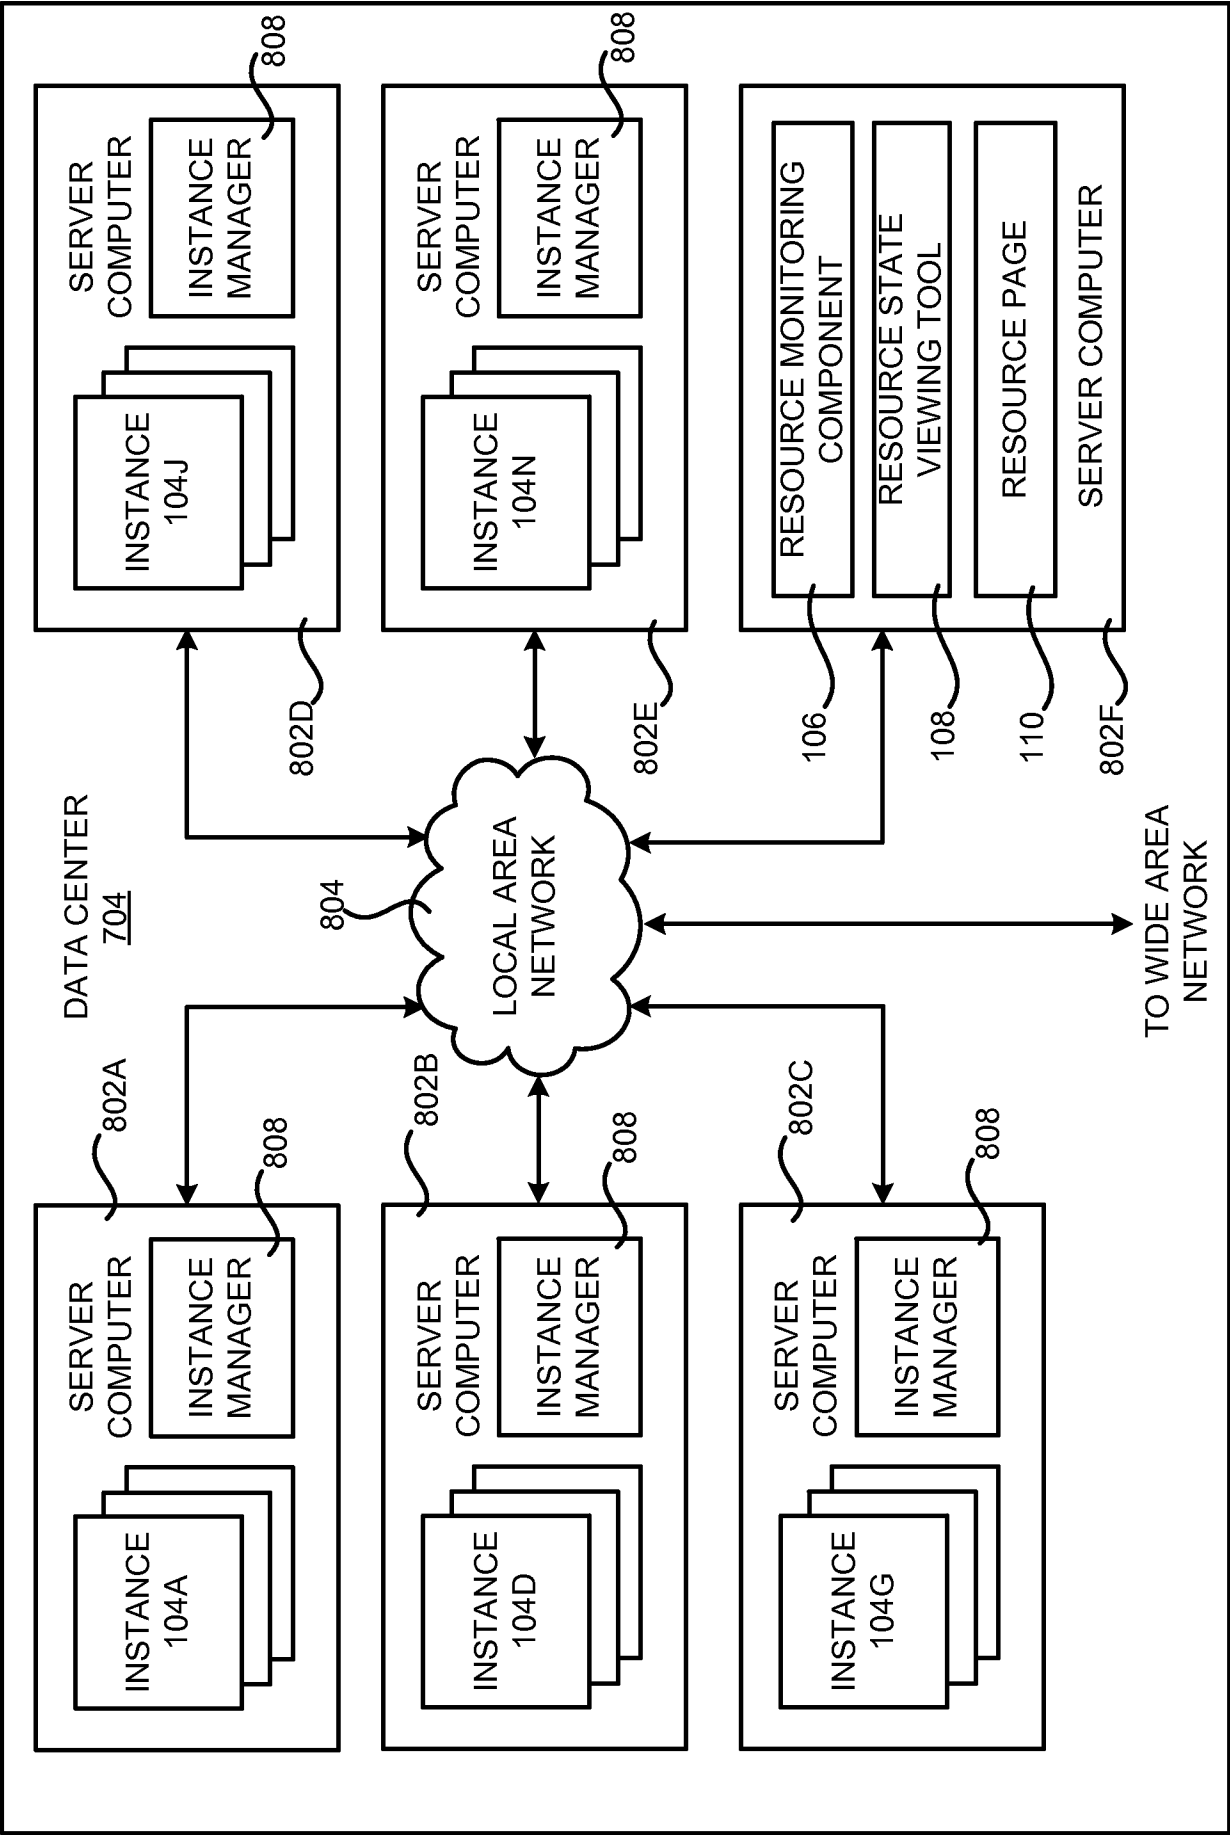 DATA CENTER
704
802A
SERVER
COMPUTER
INSTANCE
104A
INSTANCE
MANAGER
808
802B
SERVER
COMPUTER
INSTANCE
104D
INSTANCE
MANAGER
808
802C
SERVER
COMPUTER
INSTANCE
104G
INSTANCE
MANAGER
808
804
LOCAL AREA
NETWORK
TO WIDE AREA
NETWORK
802D
SERVER
COMPUTER
INSTANCE
104J
INSTANCE
MANAGER
808
802E
SERVER
COMPUTER
INSTANCE
104N
INSTANCE
MANAGER
808
106
RESOURCE MONITORING
COMPONENT
108
RESOURCE STATE
VIEWING TOOL
110
RESOURCE PAGE
802F
SERVER COMPUTER